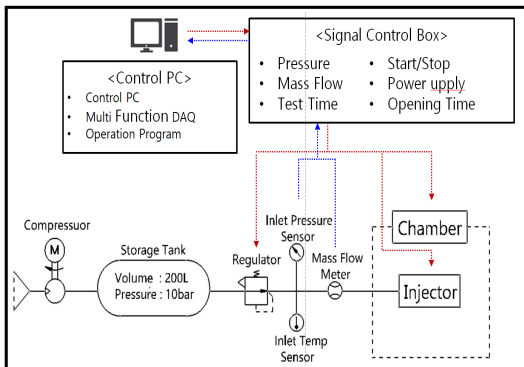 <Signal Control Box>
• Pressure
• Mass Flow
• Test Time
• Start/Stop
• Power upply
• Opening Time
<Control PC>
• Control PC
• Multi Function DAQ
• Operation Program
Compressuor
M
Storage Tank
Volume : 200L
Pressure : 10bar
Regulator
Inlet Pressure
Sensor
Mass Flow
Meter
Inlet Temp
Sensor
Chamber
Injector